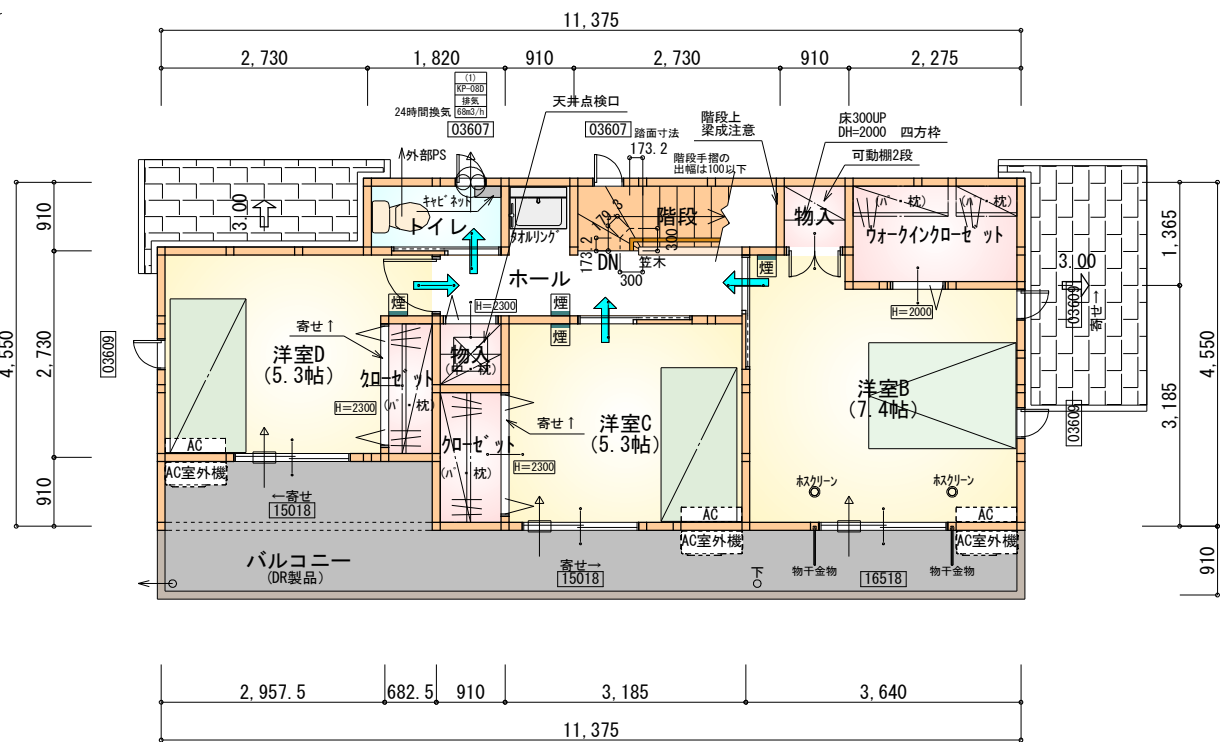 11,375
2,730
1,820
910
2,730
910
2,275
(1)
KP-08D
排気
68m3/h
24時間換気
03607
天井点検口
03607
踏面寸法
173.2
階段上
梁成注意
階段手摺の
出幅は100以下
床300UP
DH=2000 四方枠
可動棚2段
外部PS
キャビネット
トイレ
タオルリング
階段
179.3
173.2
300
DN
笠木
300
物入
(ハ゜・枕)
(ハ゜・枕)
ウォークインクローゼット
3.00
3.00
ホール
煙
煙
煙
煙
H=2300
H=2000
寄せ↑
洋室D
(5.3帖)
クローゼット
(ハ゜・枕)
H=2300
物入
(中・枕)
洋室C
(5.3帖)
寄せ↑
クローゼット
(ハ゜・枕)
H=2300
洋室B
(7.4帖)
03609
寄せ→
03609
03609
ホスクリーン
ホスクリーン
AC
AC室外機
AC
AC室外機
AC
AC室外機
←寄せ
15018
バルコニー
(DR製品)
寄せ→
15018
下
物干金物
16518
物干金物
910
2,730
910
4,550
1,365
3,185
910
4,550
2,957.5
682.5
910
3,185
3,640
11,375